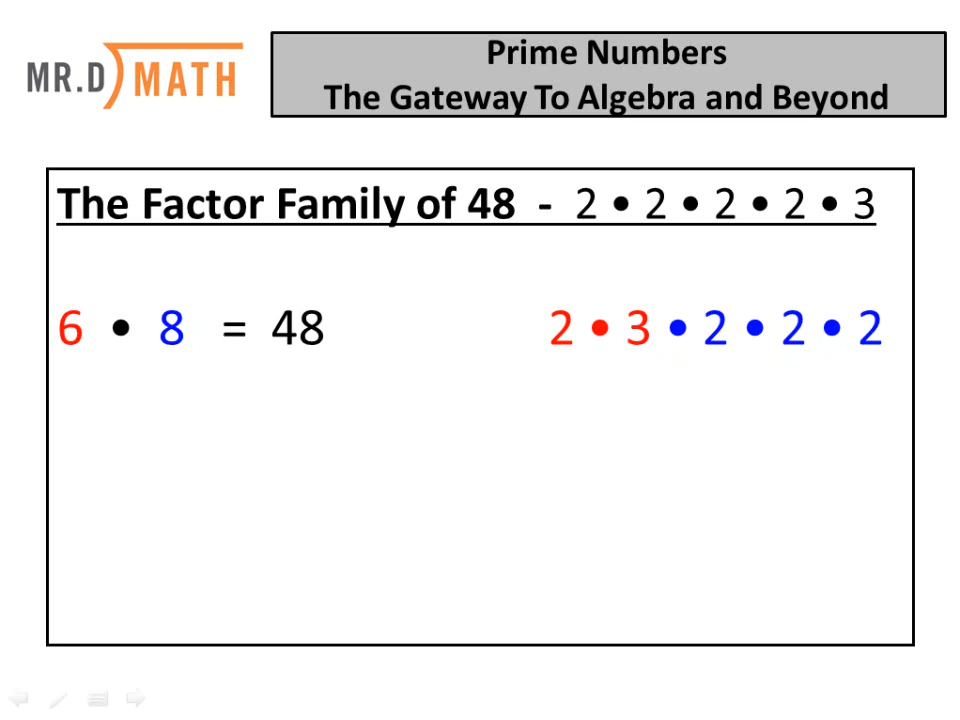 MR.D MATH
Prime Numbers
The Gateway To Algebra and Beyond
The Factor Family of 48 - 2 • 2 • 2 • 2 • 3
6 • 8 = 48 2 • 3 • 2 • 2 • 2